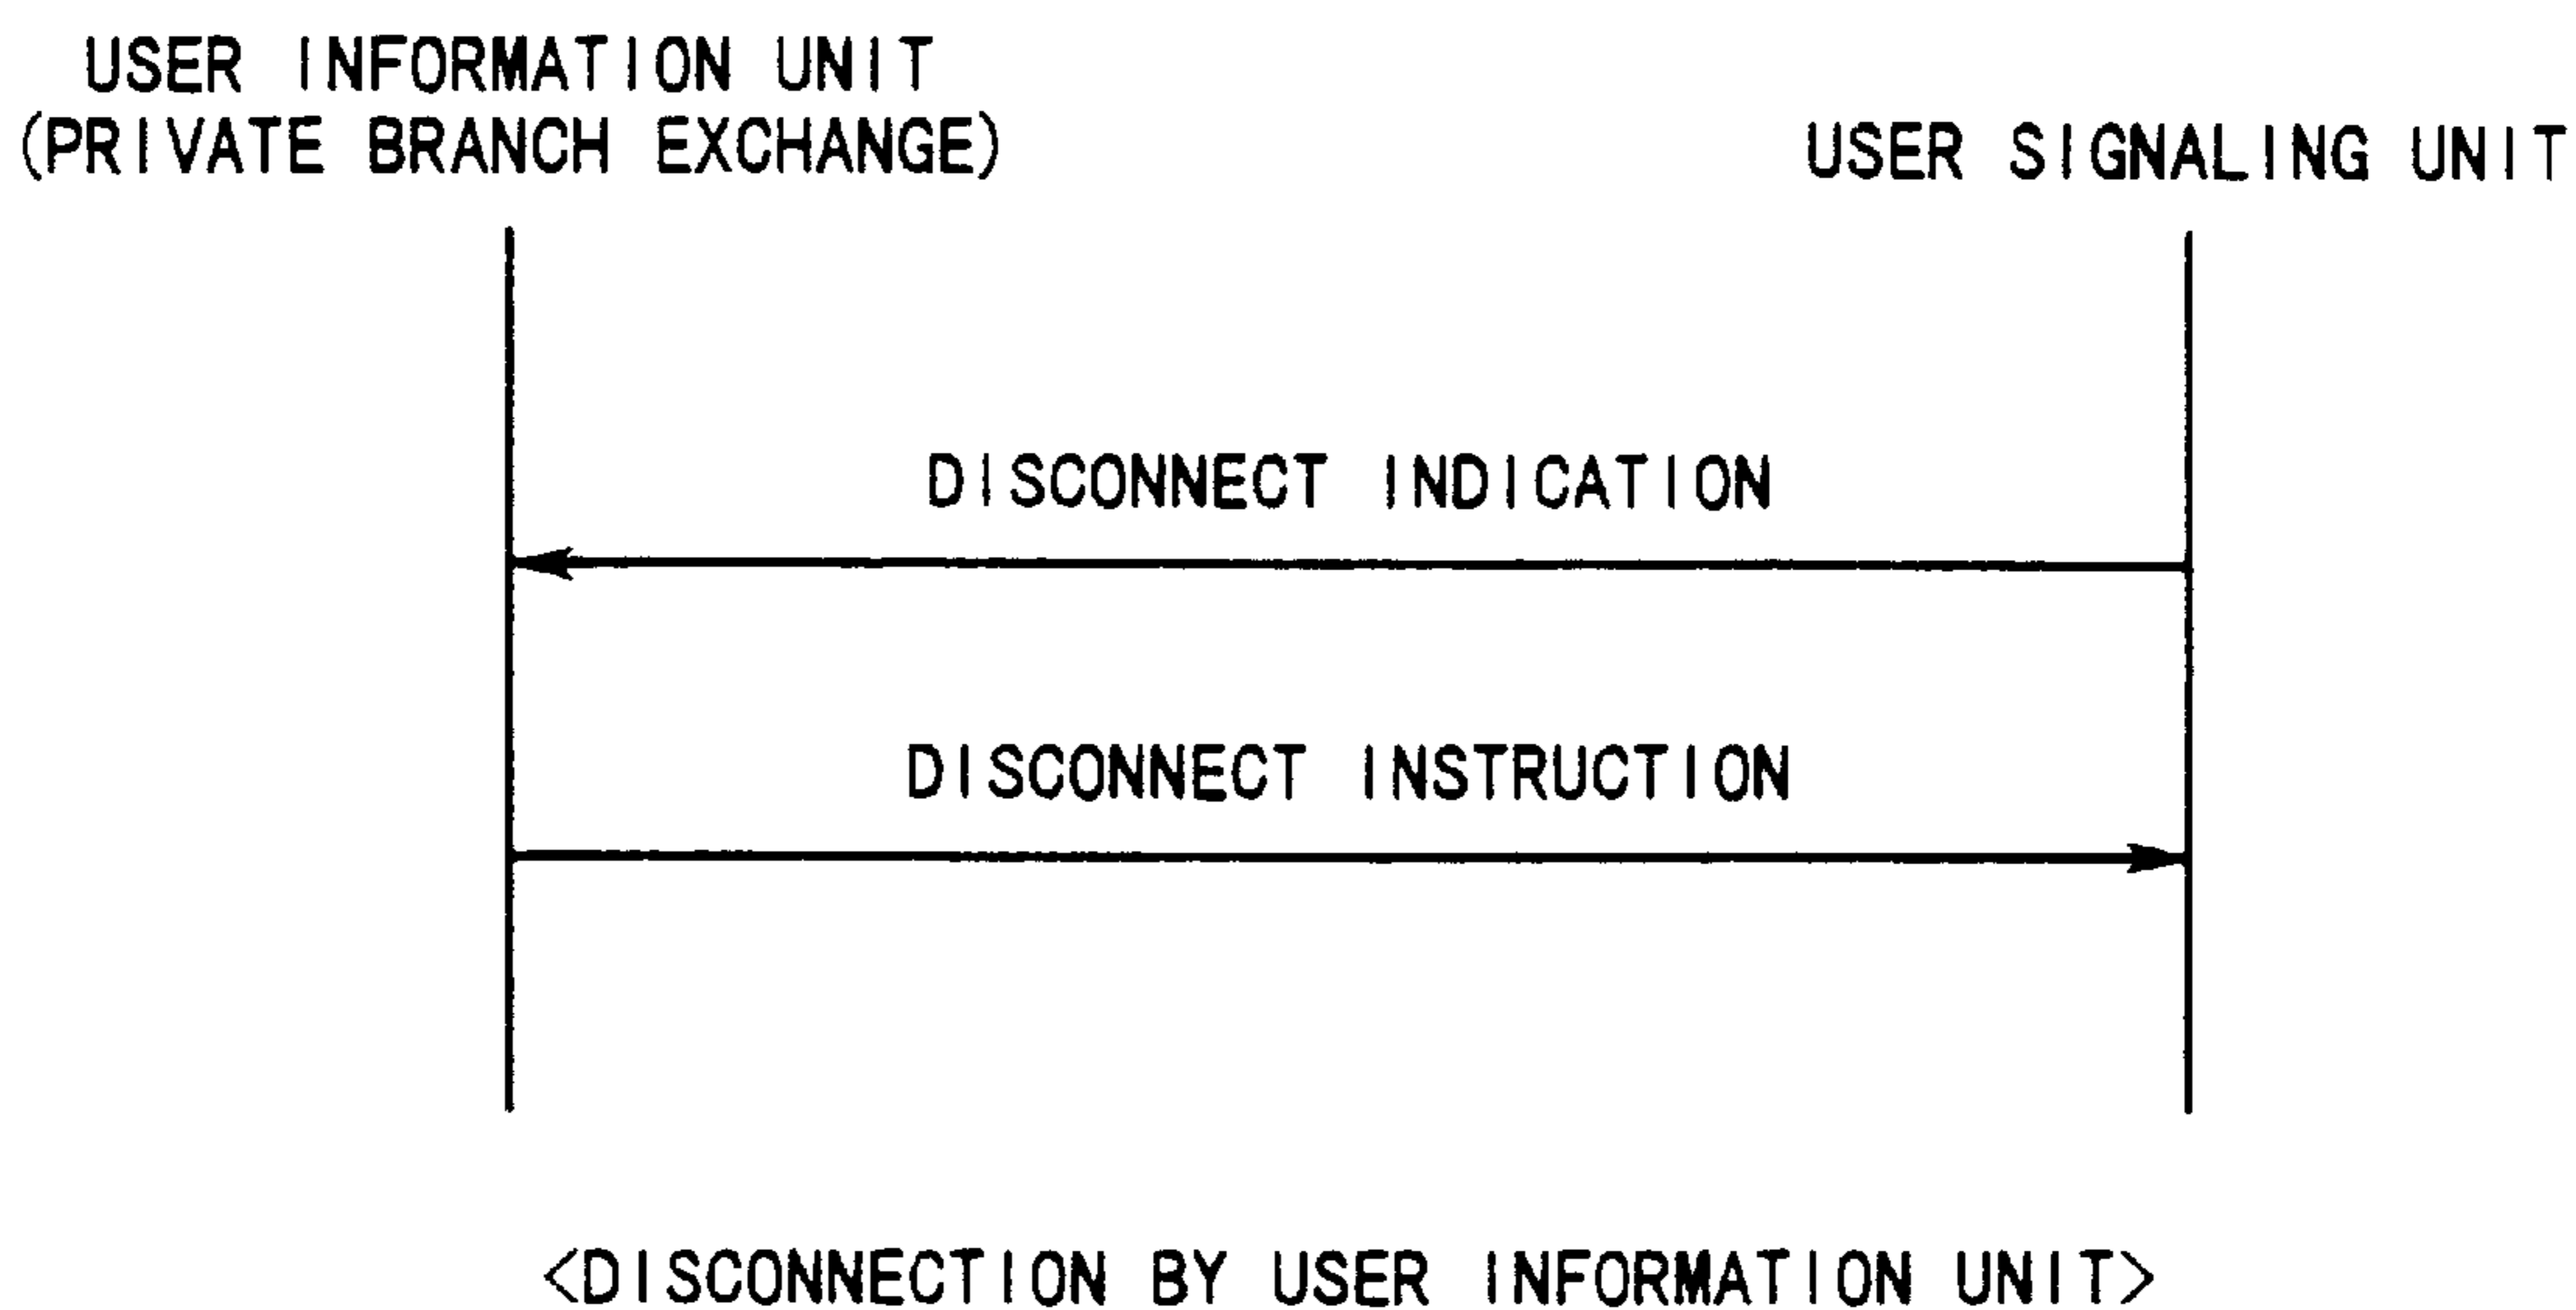 USER INFORMATION UNIT
(PRIVATE BRANCH EXCHANGE)
USER SIGNALING UNIT
DISCONNECT INDICATION
DISCONNECT INSTRUCTION
<DISCONNECTION BY USER INFORMATION UNIT>